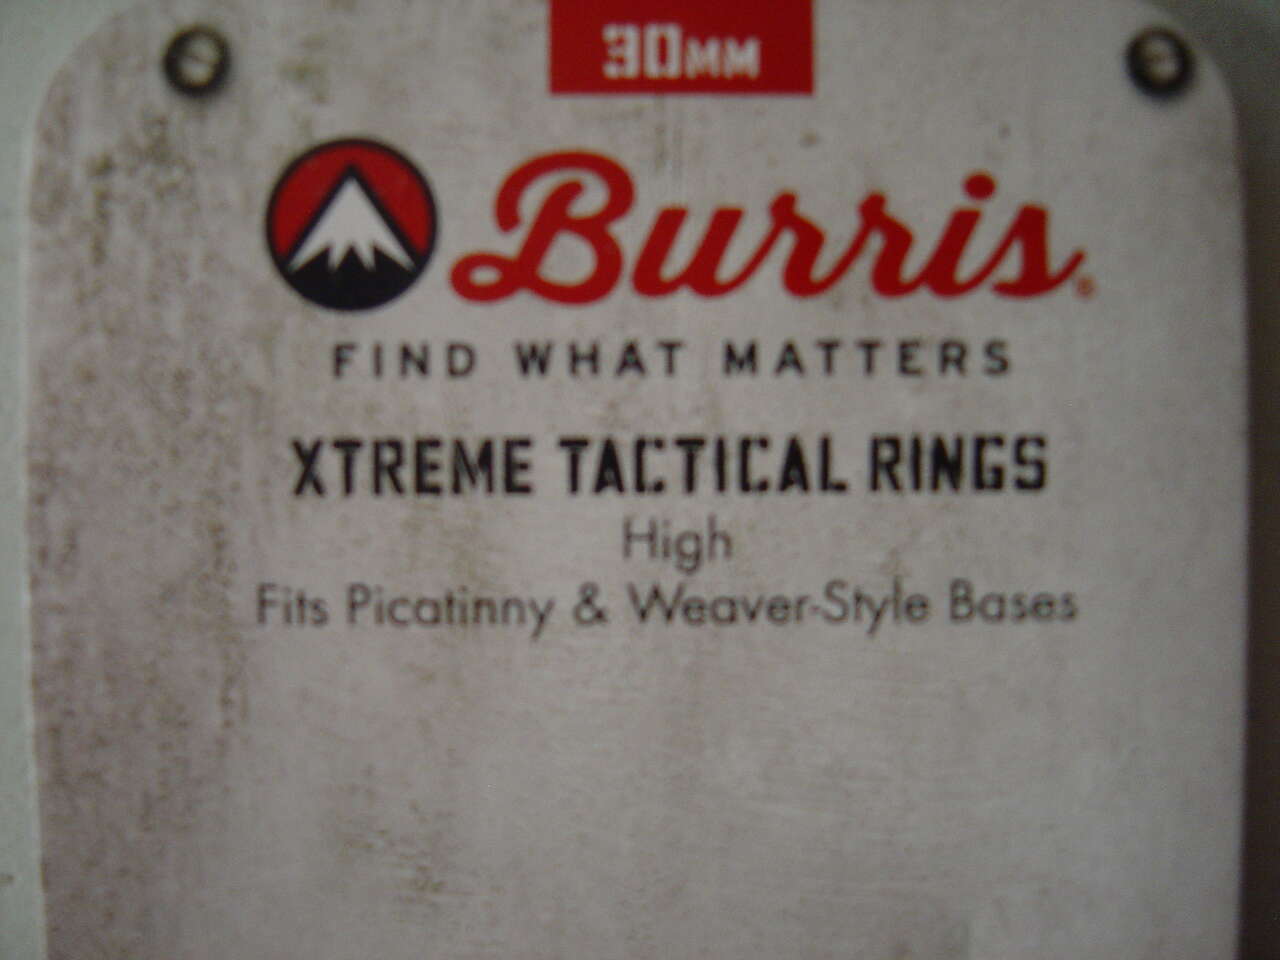 30MM
Burris
FIND WHAT MATTERS
XTREME TACTICAL RINGS
High
Fits Picatinny & Weaver-Style Bases